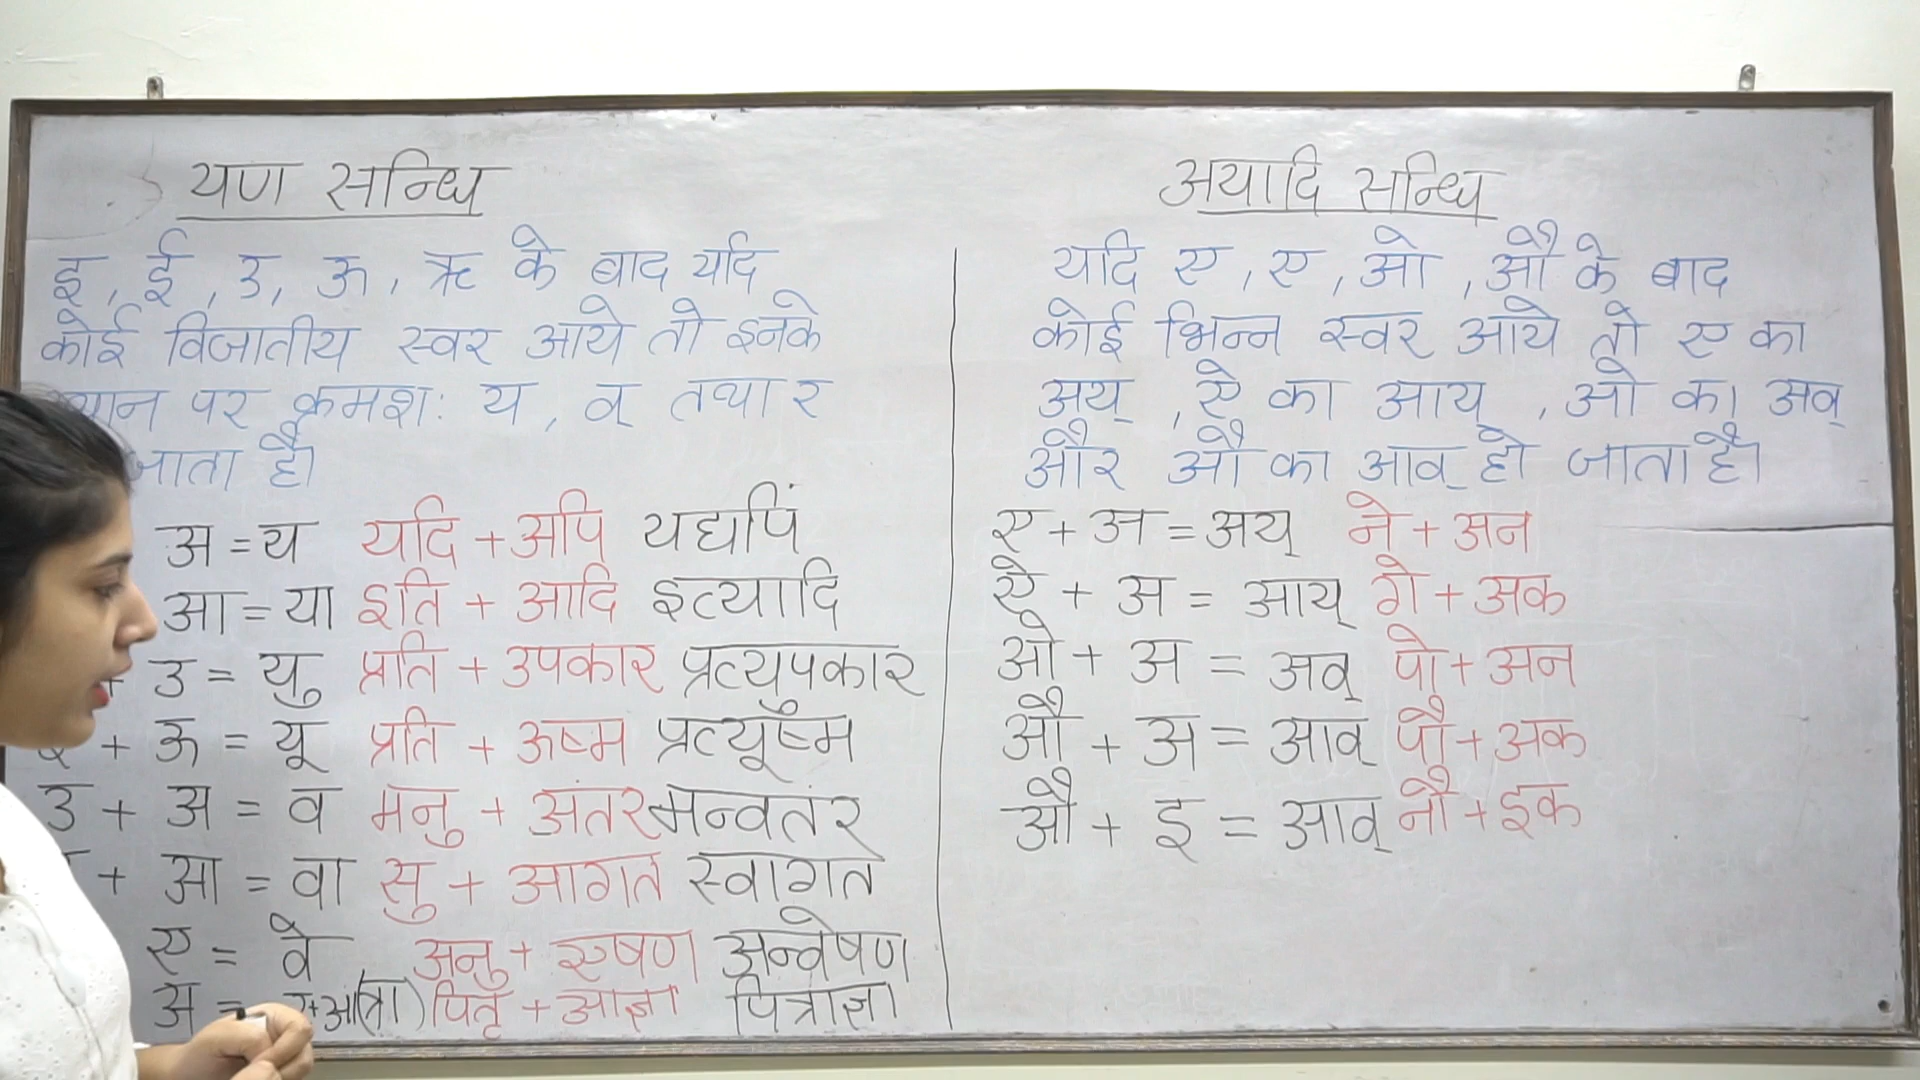 यण सन्धि
इ, ई, उ, ऊ, ऋ के बाद यदि
कोई विजातीय स्वर आये तो इनके
पर क्रमशः य, व् तथा र
जाता है।
अ = य यदि + अपि यद्यपि
आ = या इति + आदि इत्यादि
+ उ = यु प्रति + उपकार प्रत्युपकार
+ ऊ = यू प्रति + ऊष्म प्रत्यूष्म
उ + अ = व मनु + अंतर मन्वतंर
+ आ = वा सु + आगत स्वागत
ए = वे अनु + एषण अन्वेषण
अ = +आ(त्रा) पितृ + आज्ञा पित्राज्ञा
अयादि सन्धि
यदि ए, ए, ओ, औ के बाद
कोई भिन्न स्वर आये तो ए का
अय्, ऐ का आय्, ओ का अव्
और औ का आव् हो जाता है।
ए + अ = अय् ने + अन
ऐ + अ = आय् गे + अक
ओ + अ = अव् पो + अन
औ + अ = आव् पौ + अक
औ + इ = आव् नौ + इक